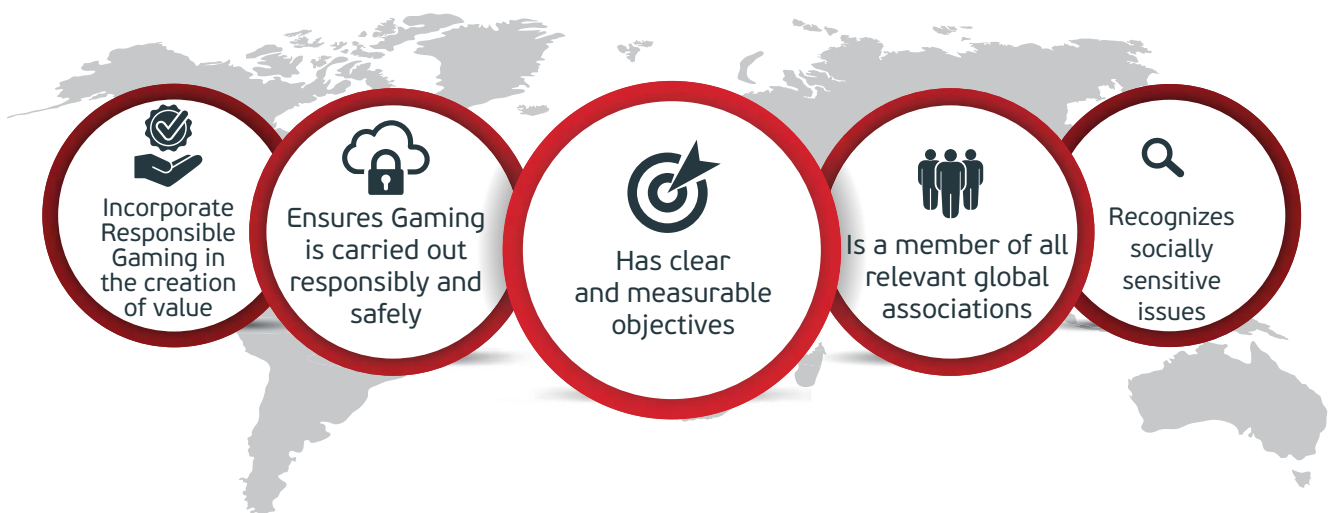 Incorporate
Responsible
Gaming in
the creation
of value
Ensures Gaming
is carried out
responsibly and
safely
Has clear
and measurable
objectives
Is a member of all
relevant global
associations
Recognizes
socially
sensitive
issues